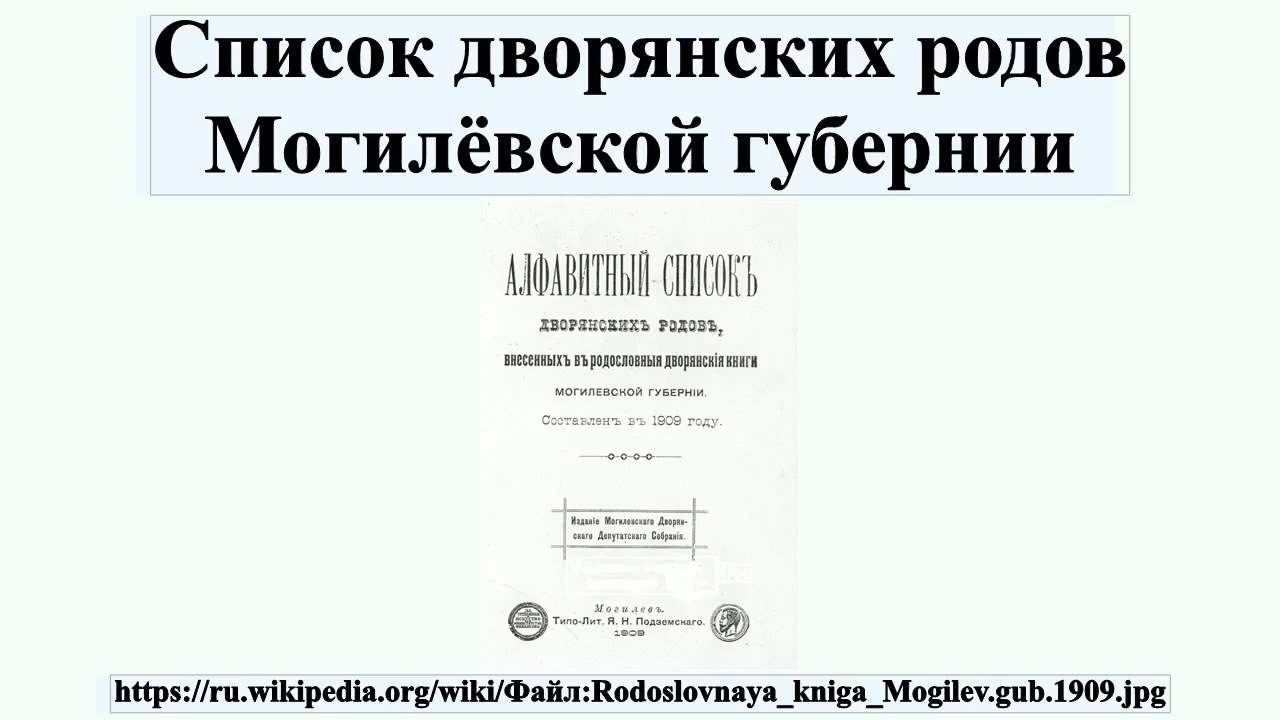 Список дворянских родов
Могилёвской губернии
АЛФАВИТНЫЙ СПИСОКЪ
ДВОРЯНСКИХЪ РОДОВЪ,
ВНЕСЕННЫХЪ ВЪ РОДОСЛОВНЫЯ ДВОРЯНСКІЯ КНИГИ
МОГИЛЕВСКОЙ ГУБЕРНІИ.
Составленъ въ 1909 году.
Изданіе Могилевскаго Дворян-
скаго Депутатскаго Собранія.
Могилевъ.
Типо-Лит. Я. Н. Подземскаго.
1909
https://ru.wikipedia.org/wiki/Файл:Rodoslovnaya_kniga_Mogilev.gub.1909.jpg